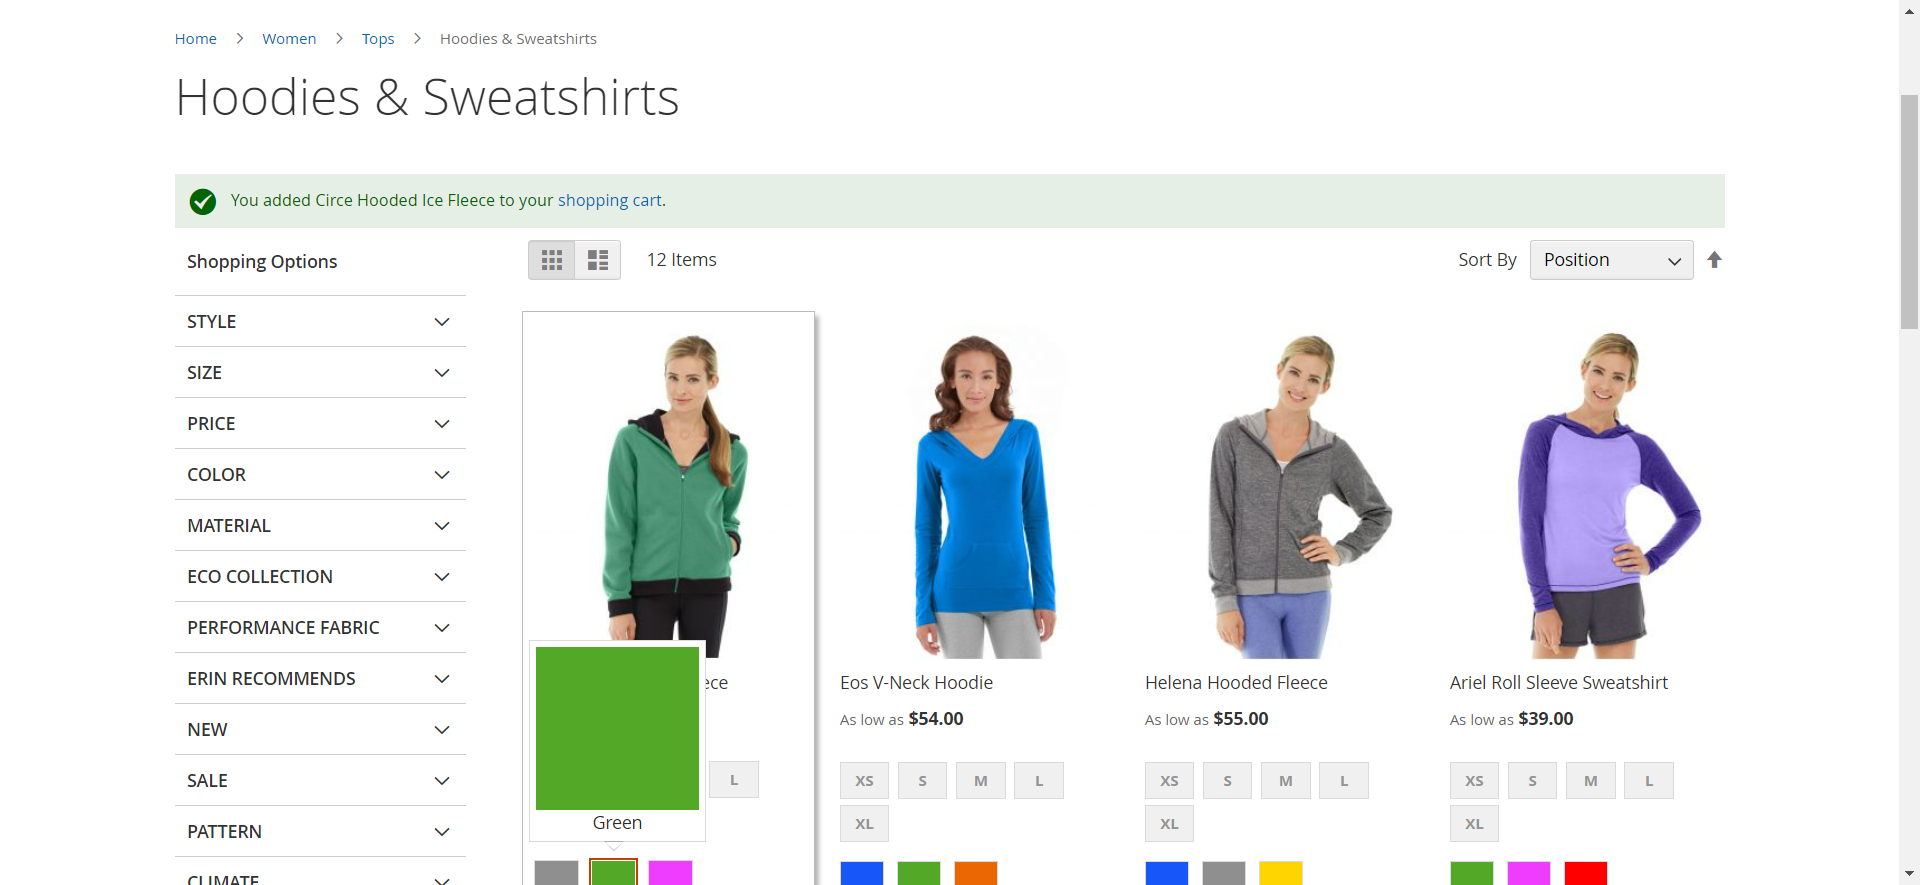 Home > Women > Tops > Hoodies & Sweatshirts
Hoodies & Sweatshirts
You added Circe Hooded Ice Fleece to your shopping cart.
Shopping Options
STYLE
SIZE
PRICE
COLOR
MATERIAL
ECO COLLECTION
PERFORMANCE FABRIC
ERIN RECOMMENDS
NEW
SALE
PATTERN
CLIMATE
12 Items
Sort By Position
L
Green
Eos V-Neck Hoodie
As low as $54.00
XS S M L
XL
Helena Hooded Fleece
As low as $55.00
XS S M L
XL
Ariel Roll Sleeve Sweatshirt
As low as $39.00
XS S M L
XL